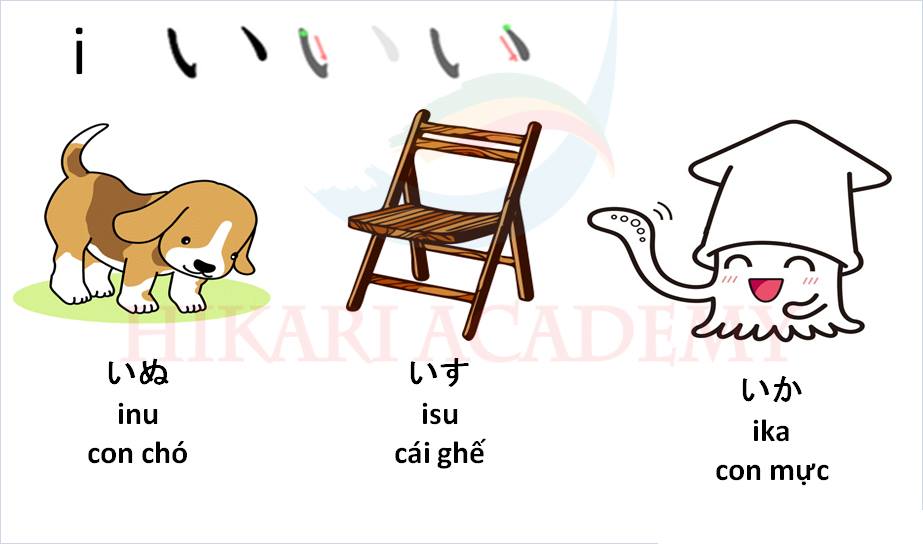 i い い い
HIKARI ACADEMY
いぬ
inu
con chó
いす
isu
cái ghế
いか
ika
con mực